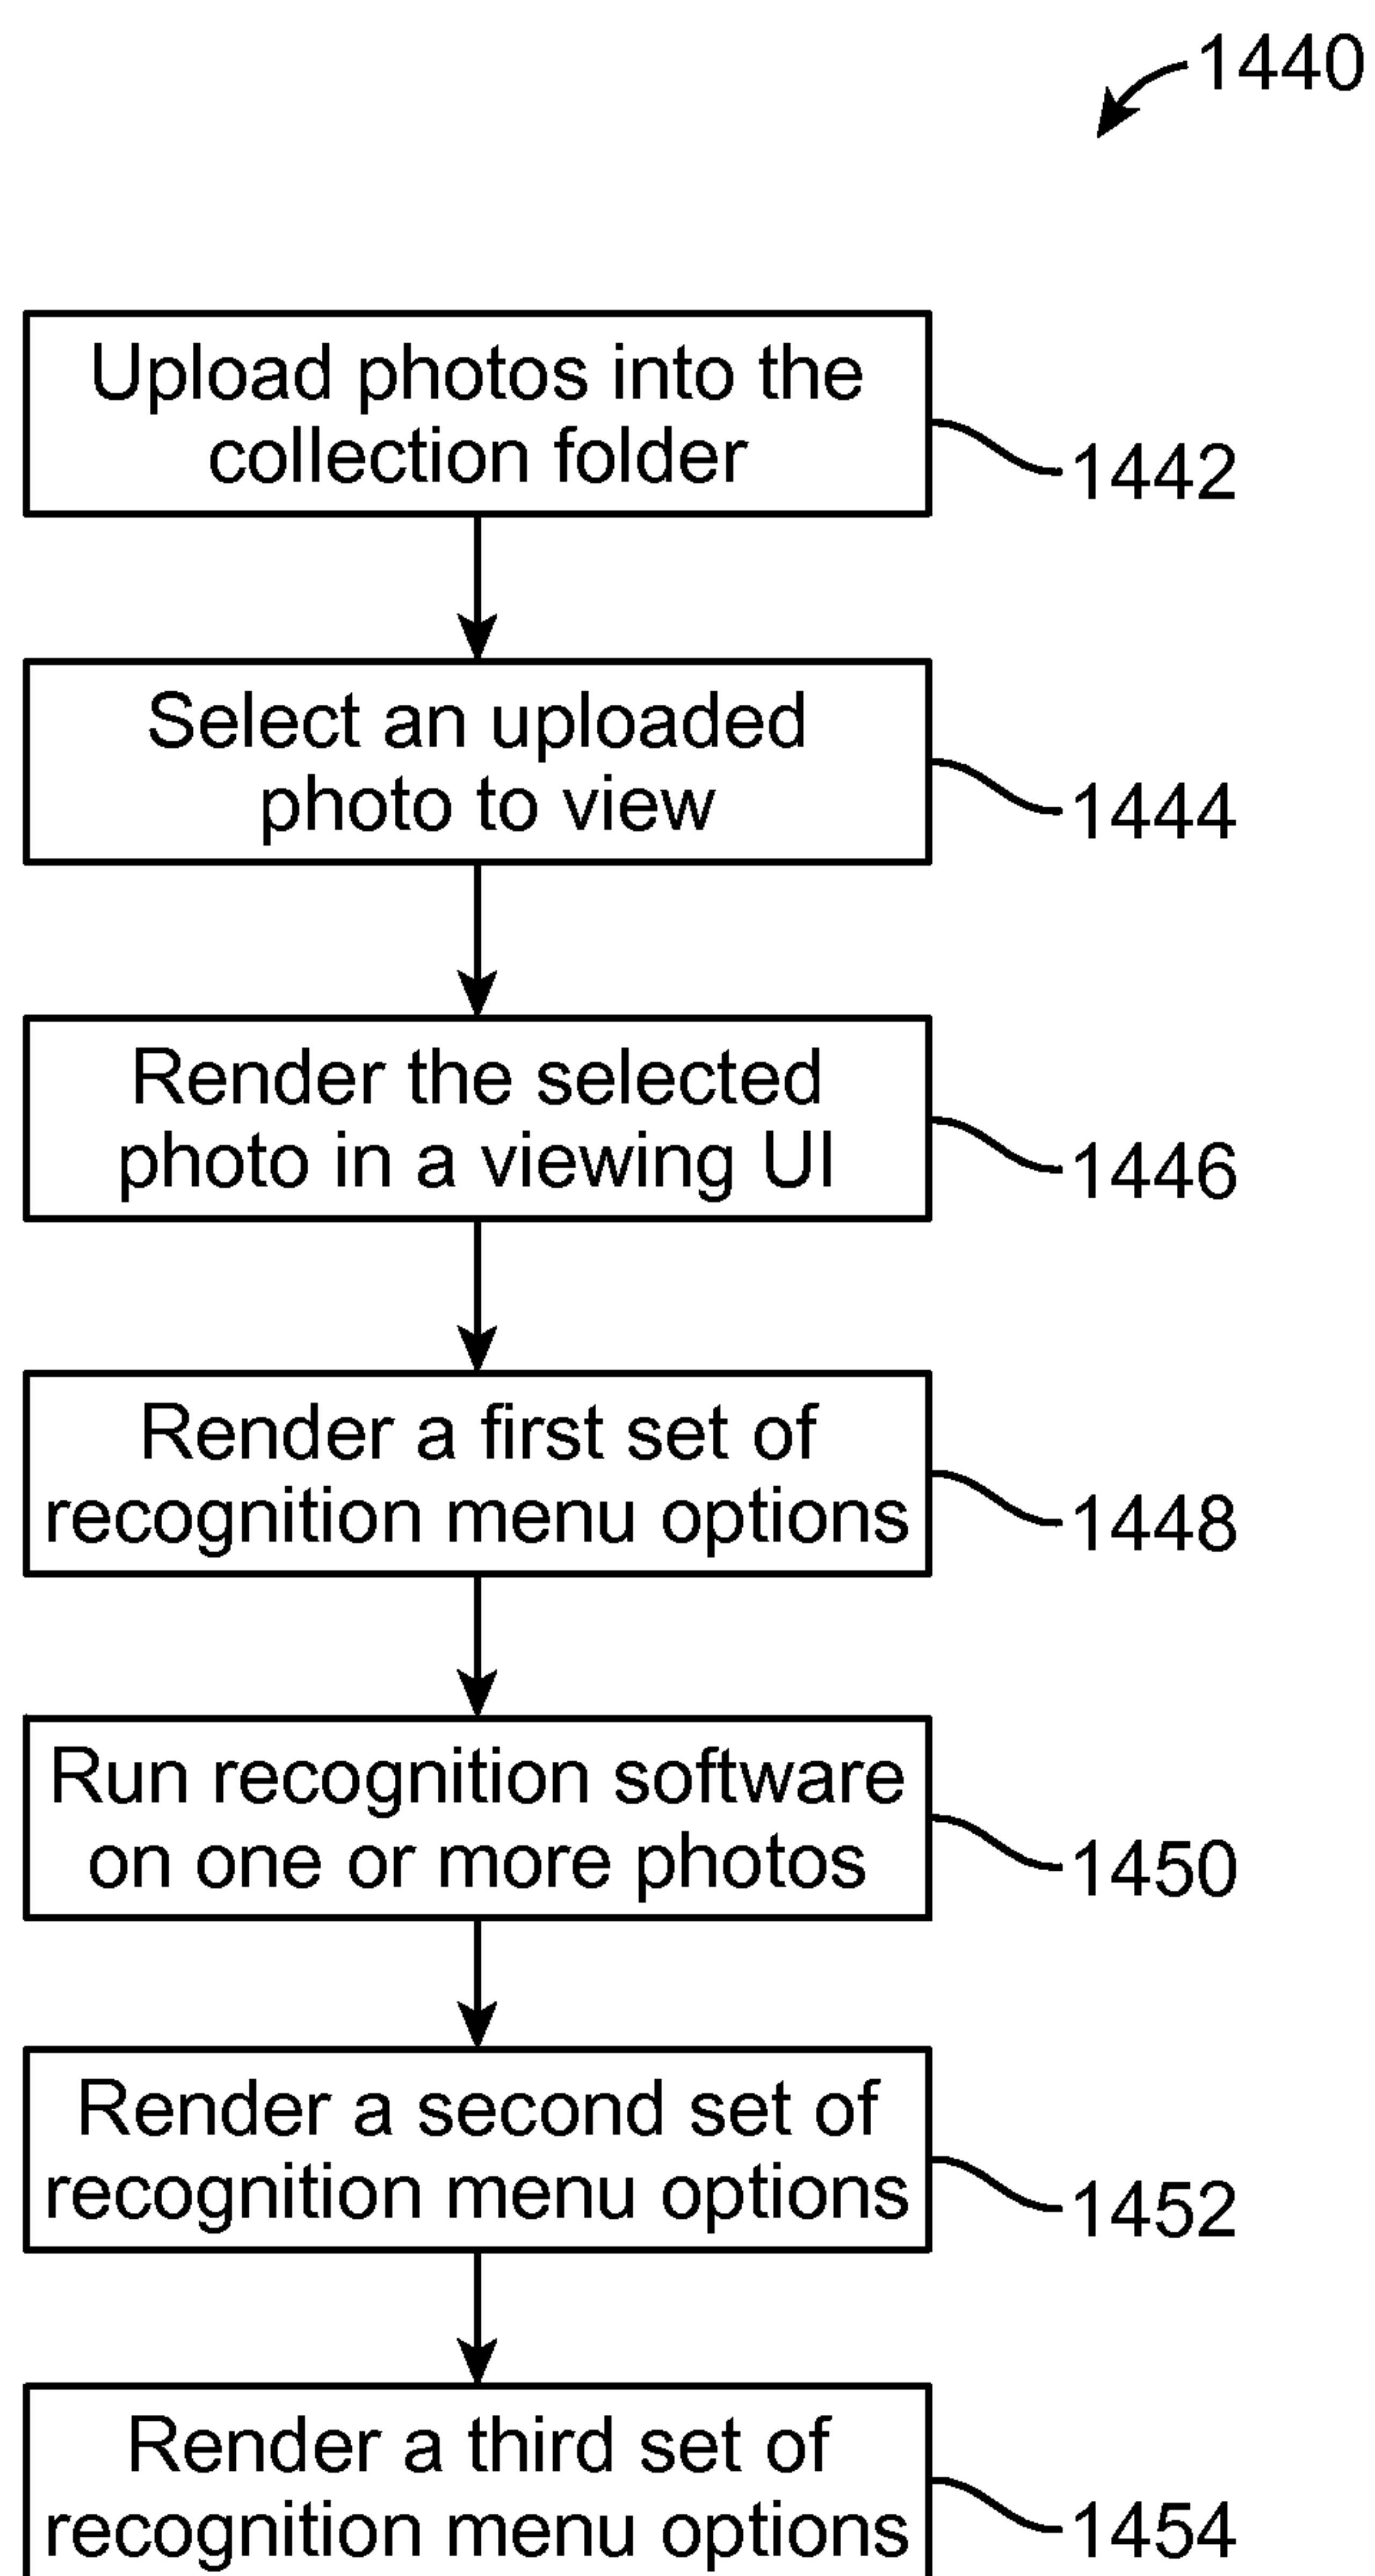 1440
Upload photos into the
collection folder
1442
Select an uploaded
photo to view
1444
Render the selected
photo in a viewing UI
1446
Render a first set of
recognition menu options
1448
Run recognition software
on one or more photos
1450
Render a second set of
recognition menu options
1452
Render a third set of
recognition menu options
1454